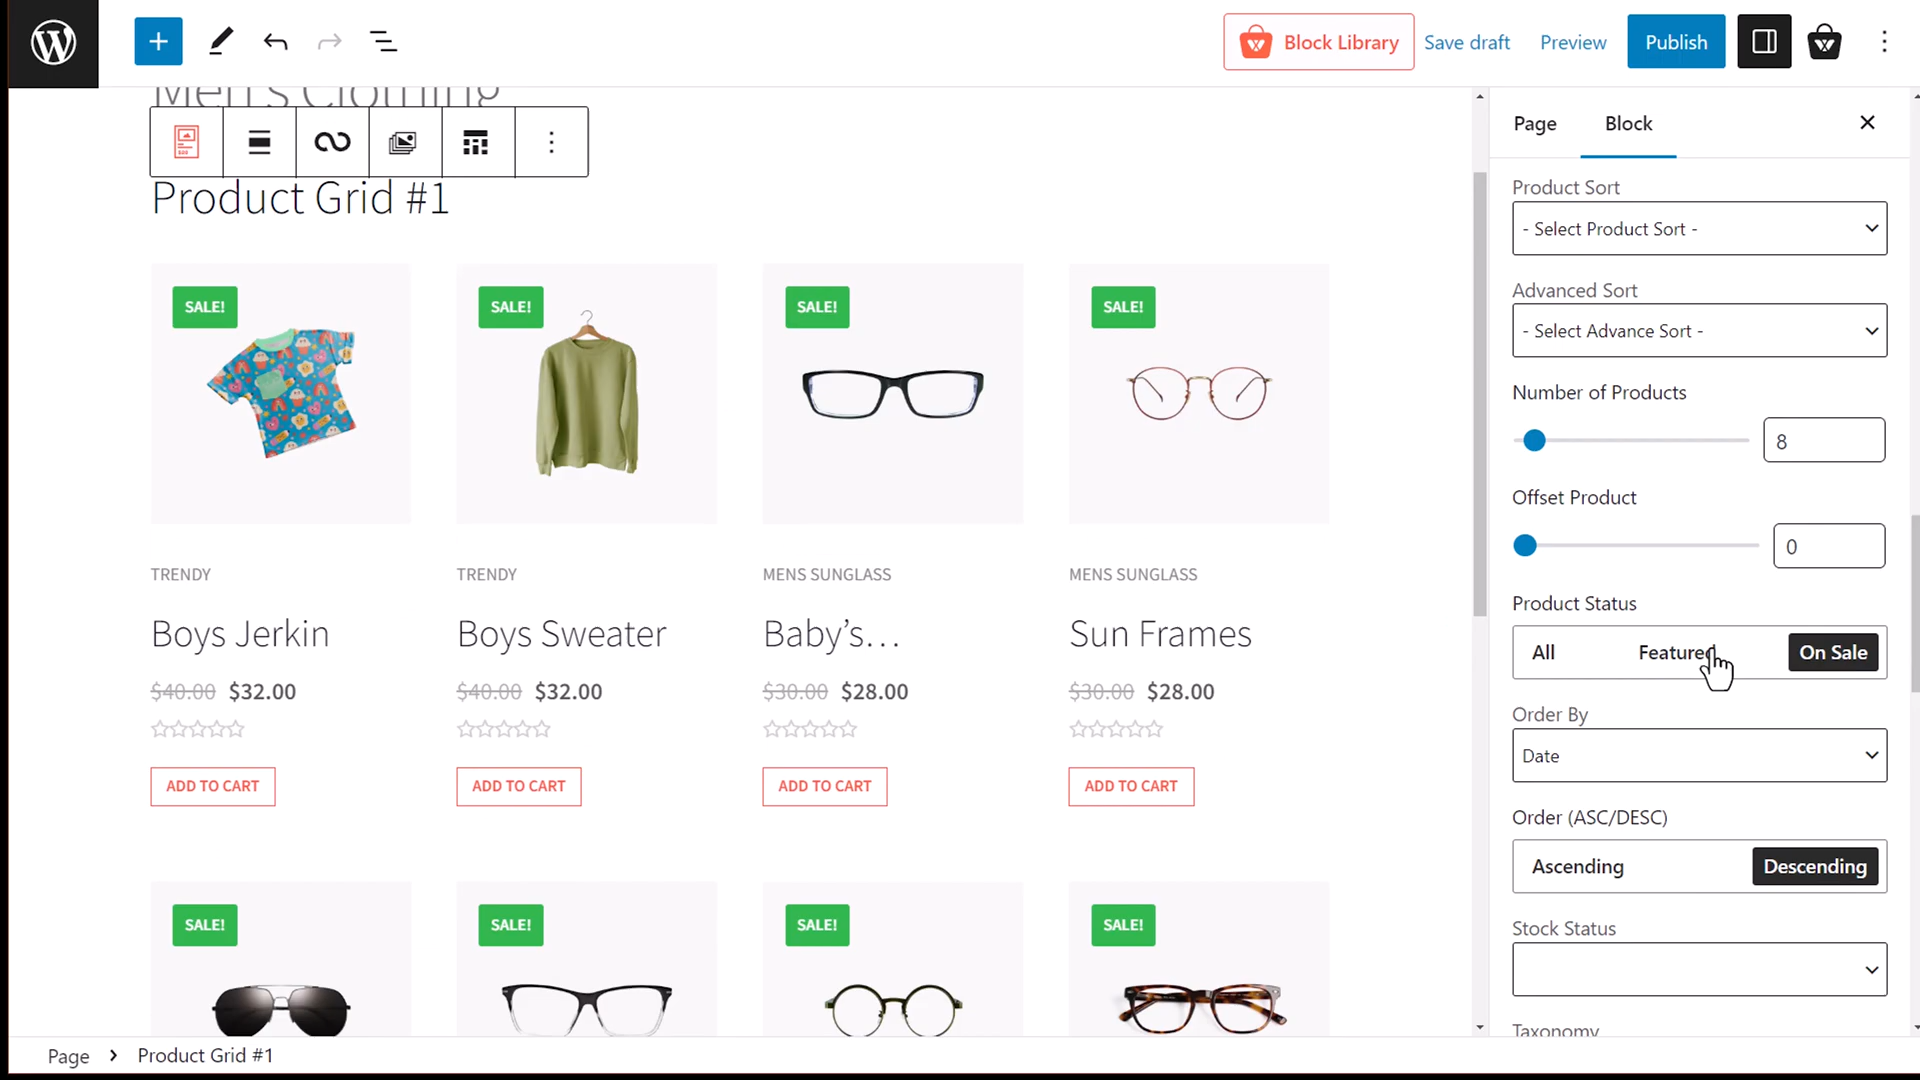 Block Library
Save draft
Preview
Publish
Men's Clothing
Product Grid #1
SALE!
SALE!
SALE!
SALE!
TRENDY
TRENDY
MENS SUNGLASS
MENS SUNGLASS
Boys Jerkin
Boys Sweater
Baby's...
Sun Frames
$40.00 $32.00
$40.00 $32.00
$30.00 $28.00
$30.00 $28.00
ADD TO CART
ADD TO CART
ADD TO CART
ADD TO CART
SALE!
SALE!
SALE!
SALE!
Page
Block
Product Sort
- Select Product Sort -
Advanced Sort
- Select Advance Sort -
Number of Products
8
Offset Product
0
Product Status
All
Featured
On Sale
Order By
Date
Order (ASC/DESC)
Ascending
Descending
Stock Status
Taxonomy
Page
Product Grid #1